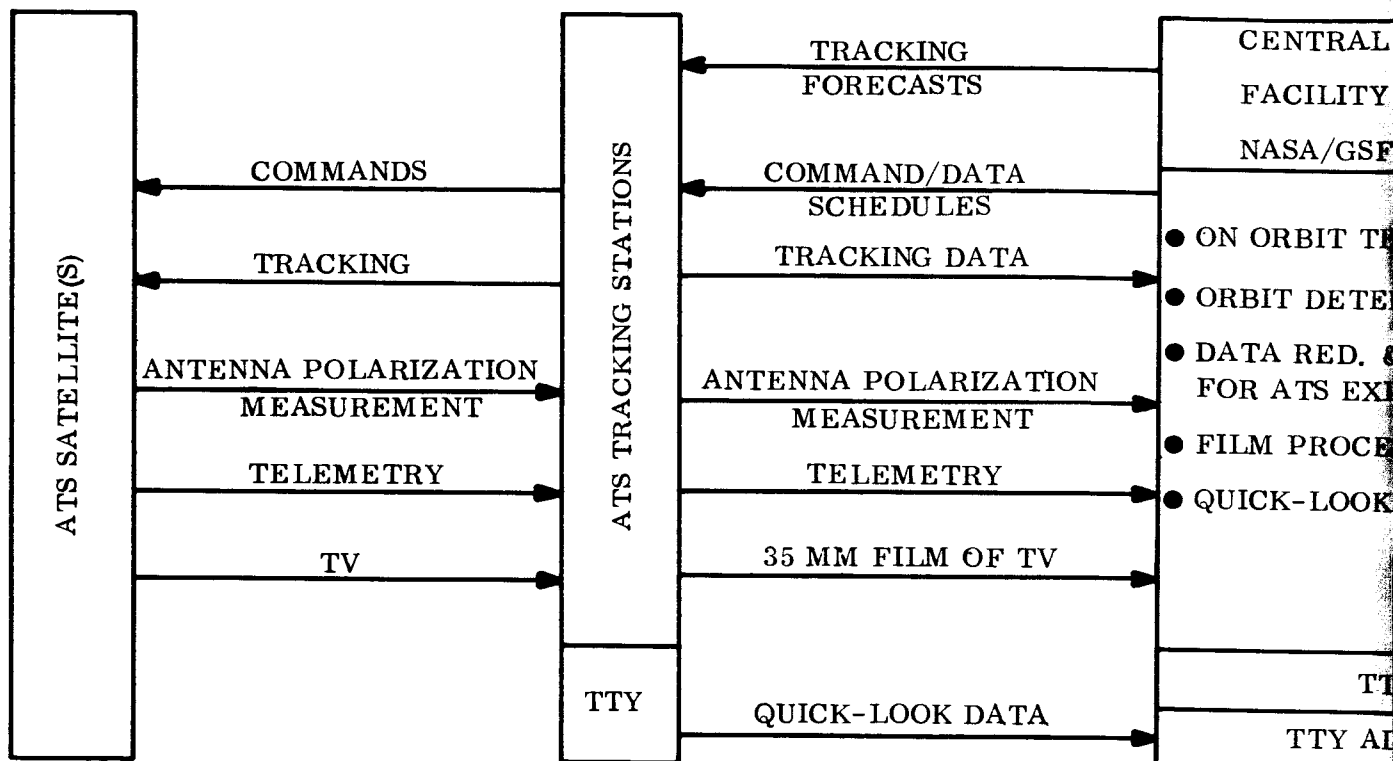 ATS SATELLITE(S)
COMMANDS
TRACKING
ANTENNA POLARIZATION
MEASUREMENT
TELEMETRY
TV
ATS TRACKING STATIONS
TTY
TRACKING
FORECASTS
COMMAND/DATA
SCHEDULES
TRACKING DATA
ANTENNA POLARIZATION
MEASUREMENT
TELEMETRY
35 MM FILM OF TV
QUICK-LOOK DATA
CENTRAL
FACILITY
NASA/GSF
● ON ORBIT
● ORBIT
● DATA RED. &
FOR ATS
● FILM
● QUICK-LOOK
TTY